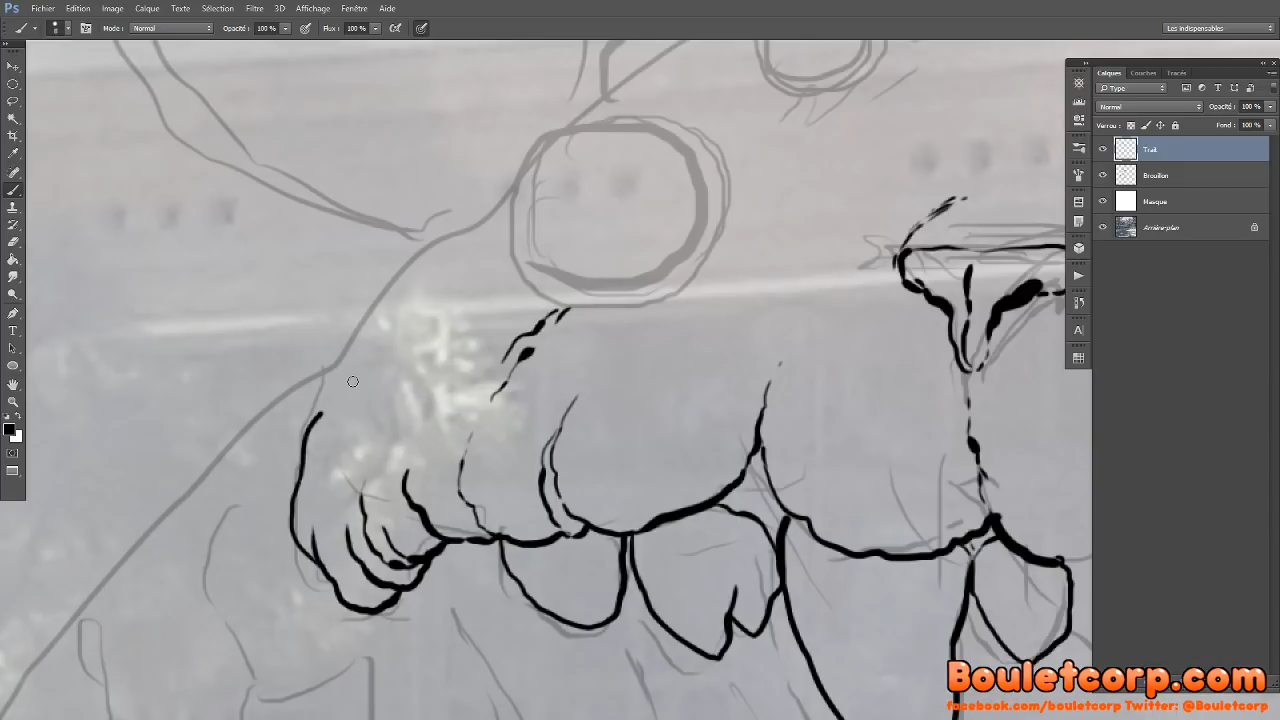 Ps Fichier Edition Image Calque Texte Sélection Filtre 3D Affichage Fenêtre Aide
Mode : Normal Opacité : 100 % Flux : 100 % Les indispensables
Calques Couches Tracés
Type
Normal Opacité : 100 %
Verrou : Fond : 100 %
Trait
Brouillon
Masque
Arrière-plan
Bouletcorp.com
facebook.com/bouletcorp Twitter: @Bouletcorp